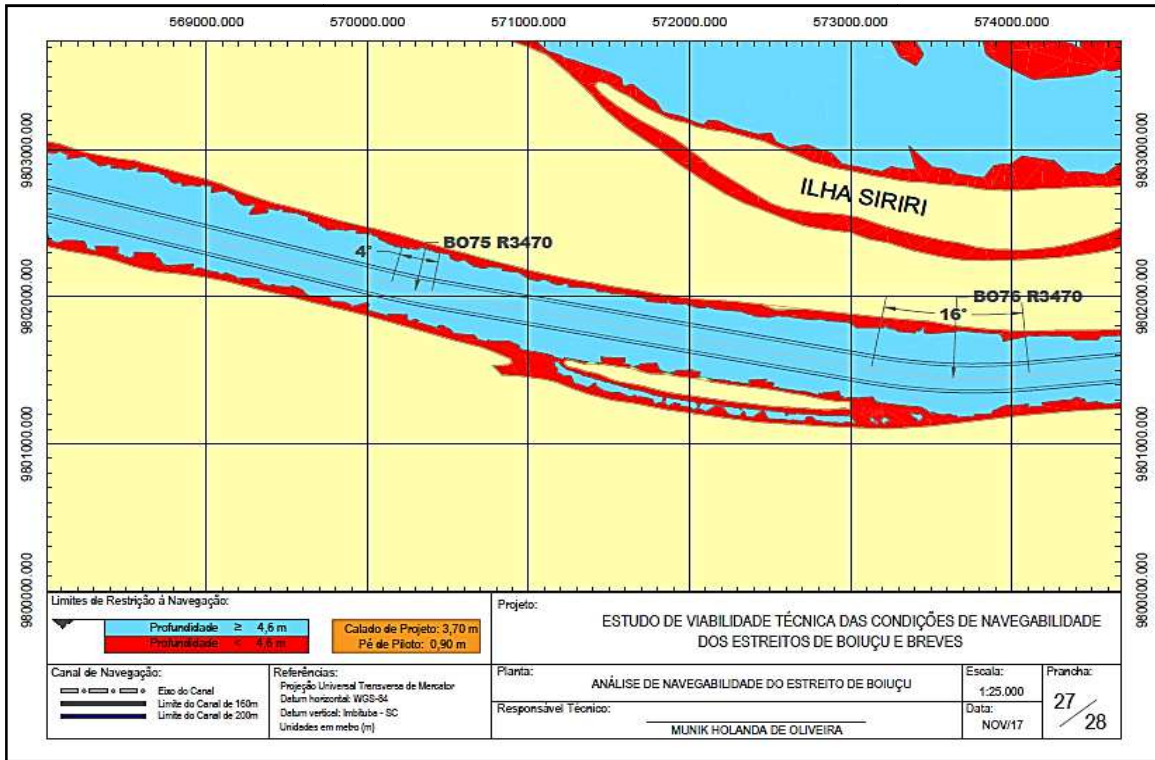 569000.000 570000.000 571000.000 572000.000 573000.000 574000.000
9803000.000
9802000.000
9801000.000
9800000.000
9803000.000
9802000.000
9801000.000
9800000.000
ILHA SIRIRI
BO75 R3470
4°
BO76 R3470
16°
Limites de Restrição á Navegação:
Profundidade ≥ 4,6 m
Profundidade < 4,6 m
Calado de Projeto: 3,70 m
Pé de Piloto: 0,90 m
Canal de Navegação:
Eixo do Canal
Limite do Canal de 160m
Limite do Canal de 200m
Referências:
Projeção Universal Transversa de Mercator
Datum horizontal: WGS-84
Datum vertical: Imbituba - SC
Unidades em metro (m)
Projeto:
ESTUDO DE VIABILIDADE TÉCNICA DAS CONDIÇÕES DE NAVEGABILIDADE
DOS ESTREITOS DE BOIUÇU E BREVES
Planta:
ANÁLISE DE NAVEGABILIDADE DO ESTREITO DE BOIUÇU
Responsável Técnico:
MUNIK HOLANDA DE OLIVEIRA
Escala:
1:25.000
Data:
NOV/17
Prancha:
27/28